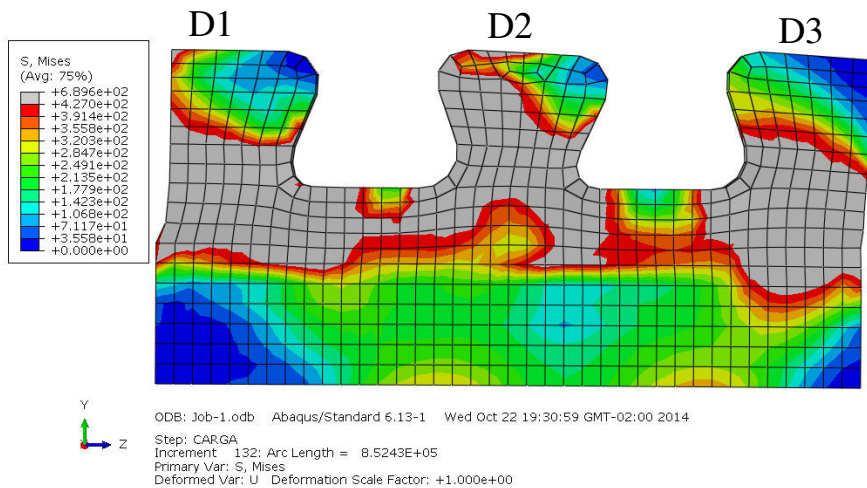 D1 D2 D3
S, Mises
(Avg: 75%)
+6.896e+02
+4.270e+02
+3.914e+02
+3.558e+02
+3.203e+02
+2.847e+02
+2.491e+02
+2.135e+02
+1.779e+02
+1.423e+02
+1.068e+02
+7.117e+01
+3.558e+01
+0.000e+00
Y
Z
ODB: Job-1.odb Abaqus/Standard 6.13-1 Wed Oct 22 19:30:59 GMT-02:00 2014
Step: CARGA
Increment 132: Arc Length = 8.5243E+05
Primary Var: S, Mises
Deformed Var: U Deformation Scale Factor: +1.000e+00